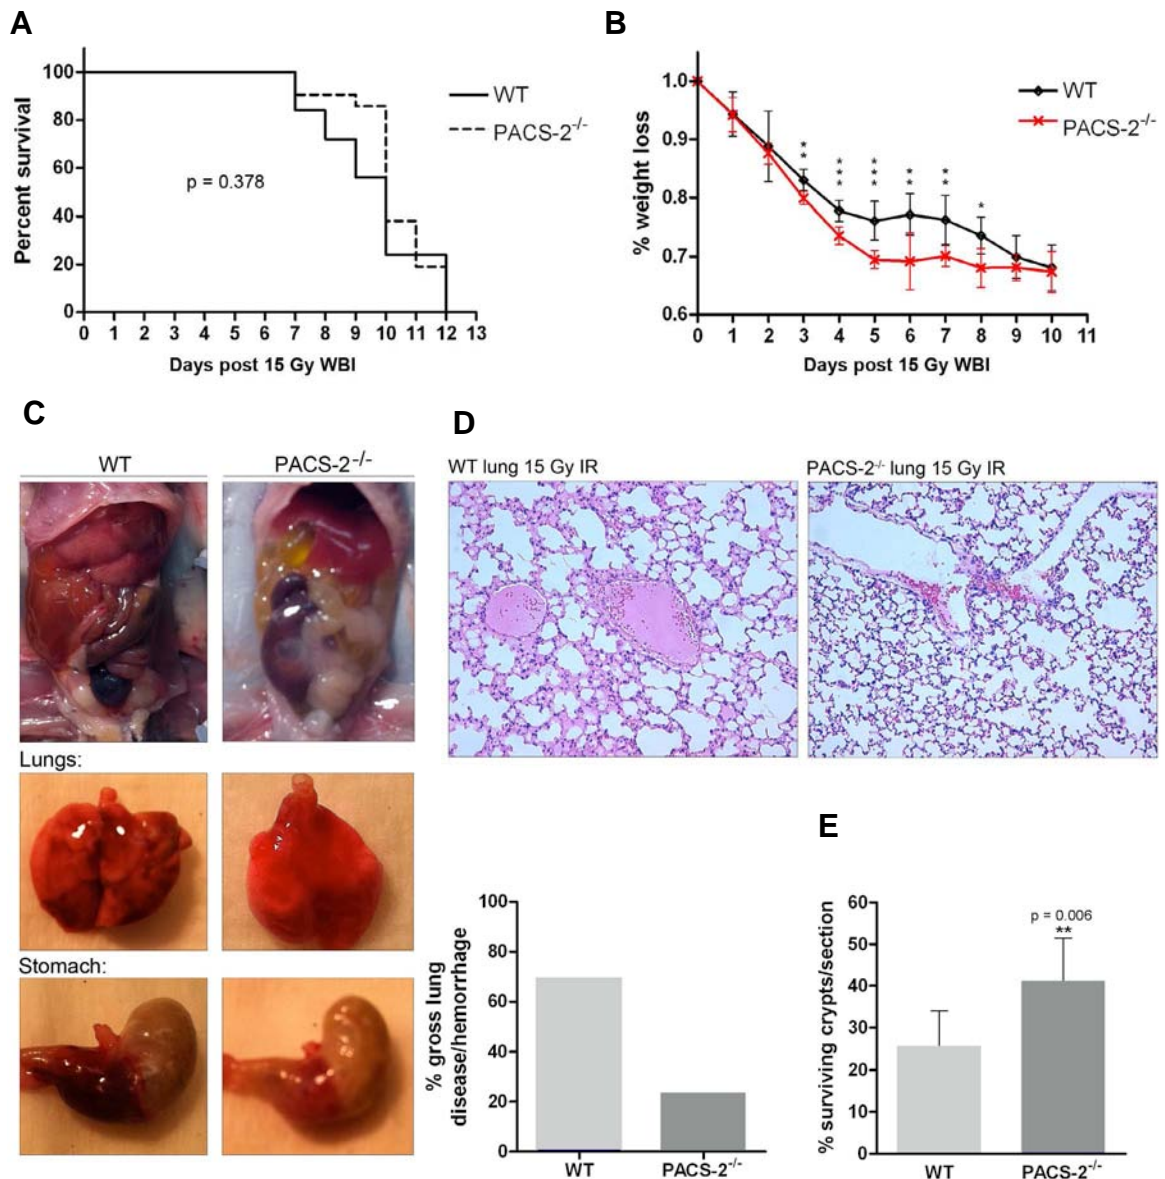 A
Percent survival
100
80
60
40
20
0
p = 0.378
WT
PACS-2-/-
0 1 2 3 4 5 6 7 8 9 10 11 12 13
Days post 15 Gy WBI
B
% weight loss
1.0
0.9
0.8
0.7
0.6
** *** *** ** ** *
WT
PACS-2-/-
0 1 2 3 4 5 6 7 8 9 10 11
Days post 15 Gy WBI
C
WT PACS-2-/-
Lungs:
Stomach:
D
WT lung 15 Gy IR
PACS-2-/- lung 15 Gy IR
% gross lung
disease/hemorrhage
100
80
60
40
20
0
WT PACS-2-/-
E
% surviving crypts/section
60
50
40
30
20
10
0
p = 0.006
**
WT PACS-2-/-